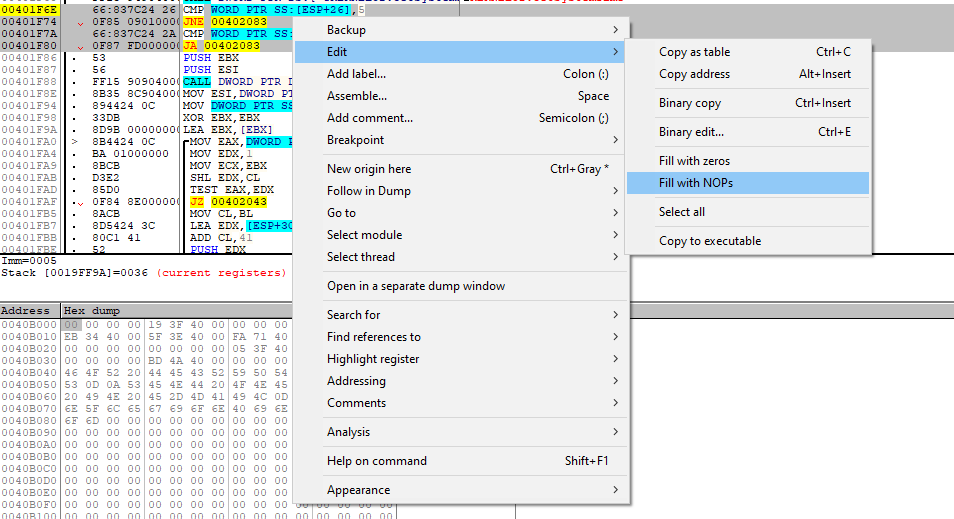 00401F6E . 66:837C24 26 CMP WORD PTR SS:[ESP+26],5
00401F74 . 0F85 09010000 JNE 00402083
00401F7A . 66:837C24 2A CMP WORD PTR SS:
00401F80 . 0F87 FD000000 JA 00402083
00401F86 . 53 PUSH EBX
00401F87 . 56 PUSH ESI
00401F88 . FF15 90904000 CALL DWORD PTR D
00401F8E . 8B35 8C904000 MOV ESI,DWORD PT
00401F94 . 894424 0C MOV DWORD PTR SS
00401F98 . 33DB XOR EBX,EBX
00401F9A . 8D9B 00000000 LEA EBX,[EBX]
00401FA0 > 8B4424 0C MOV EAX,DWORD P
00401FA4 . BA 01000000 MOV EDX,1
00401FA9 . 8BCB MOV ECX,EBX
00401FAB . D3E2 SHL EDX,CL
00401FAD . 85D0 TEST EAX,EDX
00401FAF . 0F84 8E000000 JZ 00402043
00401FB5 . 8ACB MOV CL,BL
00401FB7 . 8D5424 3C LEA EDX,[ESP+3C
00401FBB . 80C1 41 ADD CL,41
00401FBE . 52 PUSH EDX
Imm=0005
Stack [0019FF9A]=0036 (current registers)
Address Hex dump
0040B000 00 00 00 00 19 3F 40 00 00 00 00
0040B010 EB 34 40 00 5F 3E 40 00 FA 71 40
0040B020 00 00 00 00 00 00 00 00 05 3F 40
0040B030 00 00 00 00 BD 4A 40 00 00 00 00
0040B040 46 4F 52 20 44 45 43 52 59 50 54
0040B050 53 0D 0A 53 45 4E 44 20 4F 4E 45
0040B060 20 49 4E 20 45 2D 4D 41 49 4C 0D
0040B070 6E 5F 6C 65 67 69 6F 6E 40 69 6E
0040B080 6F 6D 00 00 00 00 00 00 00 00 00
0040B090 00 00 00 00 00 00 00 00 00 00 00
0040B0A0 00 00 00 00 00 00 00 00 00 00 00
0040B0B0 00 00 00 00 00 00 00 00 00 00 00
0040B0C0 00 00 00 00 00 00 00 00 00 00 00
0040B0D0 00 00 00 00 00 00 00 00 00 00 00
0040B0E0 00 00 00 00 00 00 00 00 00 00 00
0040B0F0 00 00 00 00 00 00 00 00 00 00 00 00 00 00 00 00
Backup
Edit
Add label... Colon (:)
Assemble... Space
Add comment... Semicolon (;)
Breakpoint
New origin here Ctrl+Gray *
Follow in Dump
Go to
Select module
Select thread
Open in a separate dump window
Search for
Find references to
Highlight register
Addressing
Comments
Analysis
Help on command Shift+F1
Appearance
Copy as table Ctrl+C
Copy address Alt+Insert
Binary copy Ctrl+Insert
Binary edit... Ctrl+E
Fill with zeros
Fill with NOPs
Select all
Copy to executable